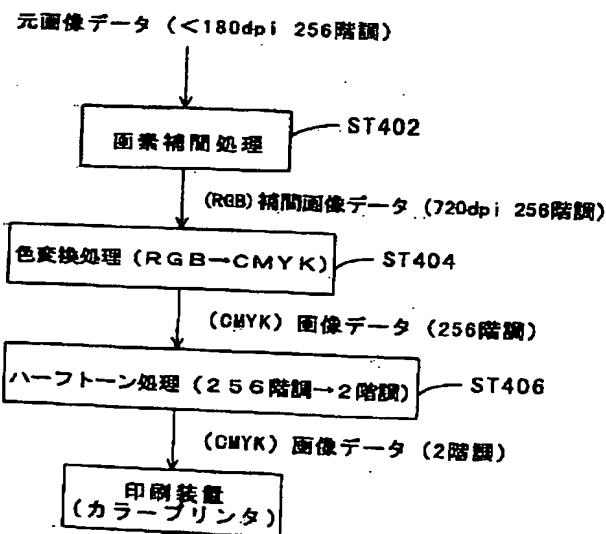 元画像データ (<180dpi 256階調)
画素補間処理
ST402
(RGB) 補間画像データ (720dpi 256階調)
色変換処理 (RGB→CMYK)
ST404
(CMYK) 画像データ (256階調)
ハーフトーン処理 (256階調→2階調)
ST406
(CMYK) 画像データ (2階調)
印刷装置
(カラープリンタ)